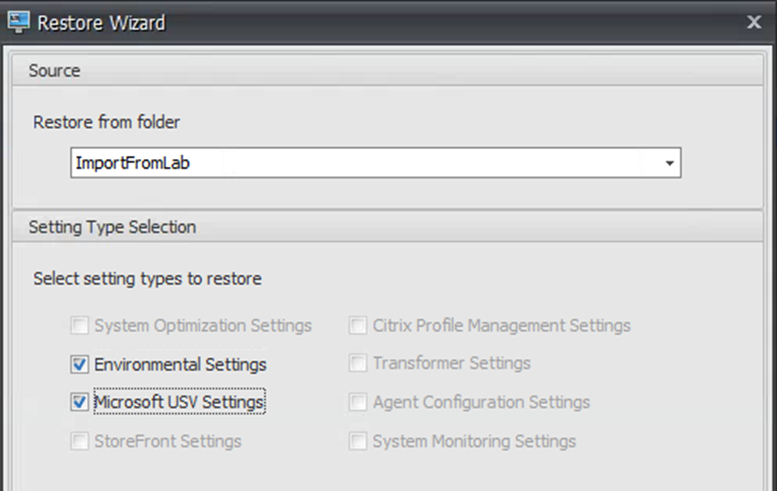 Restore Wizard
Source
Restore from folder
ImportFromLab
Setting Type Selection
Select setting types to restore
System Optimization Settings
Citrix Profile Management Settings
Environmental Settings
Transformer Settings
Microsoft USV Settings
Agent Configuration Settings
StoreFront Settings
System Monitoring Settings